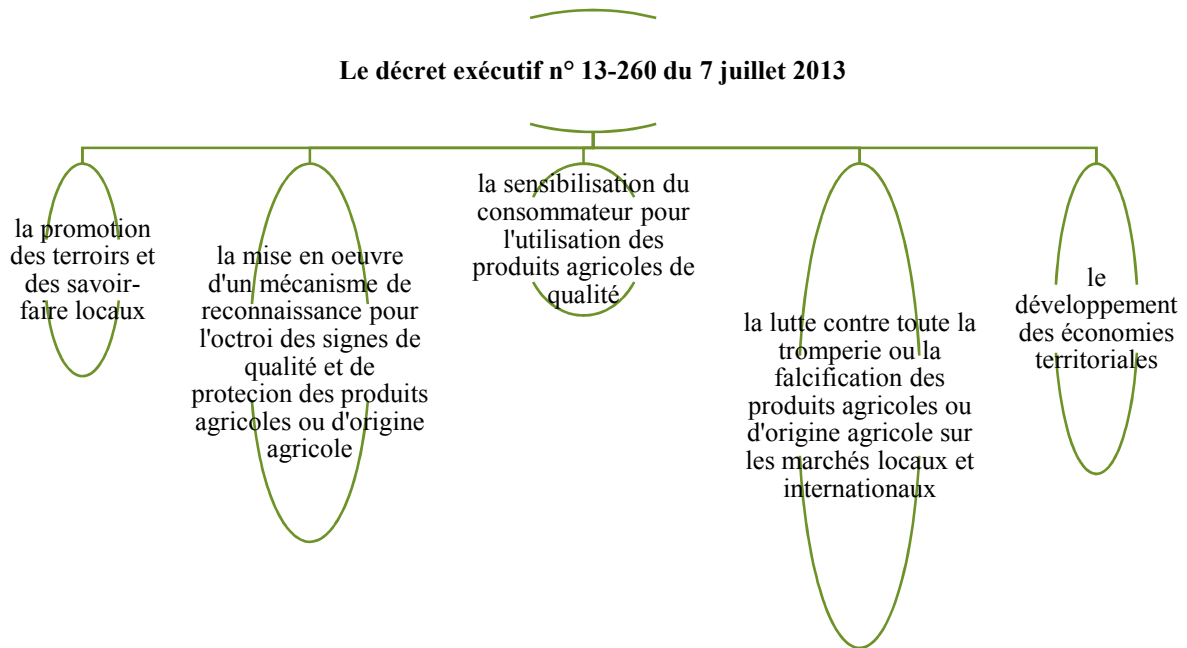 Le décret exécutif n° 13-260 du 7 juillet 2013
la promotion
des terroirs et
des savoir-
faire locaux
la mise en oeuvre
d'un mécanisme de
reconnaissance pour
l'octroi des signes de
qualité et de
protecion des produits
agricoles ou d'origine
agricole
la sensibilisation du
consommateur pour
l'utilisation des
produits agricoles de
qualité
la lutte contre toute la
tromperie ou la
falcification des
produits agricoles ou
d'origine agricole sur
les marchés locaux et
internationaux
le
développement
des économies
territoriales